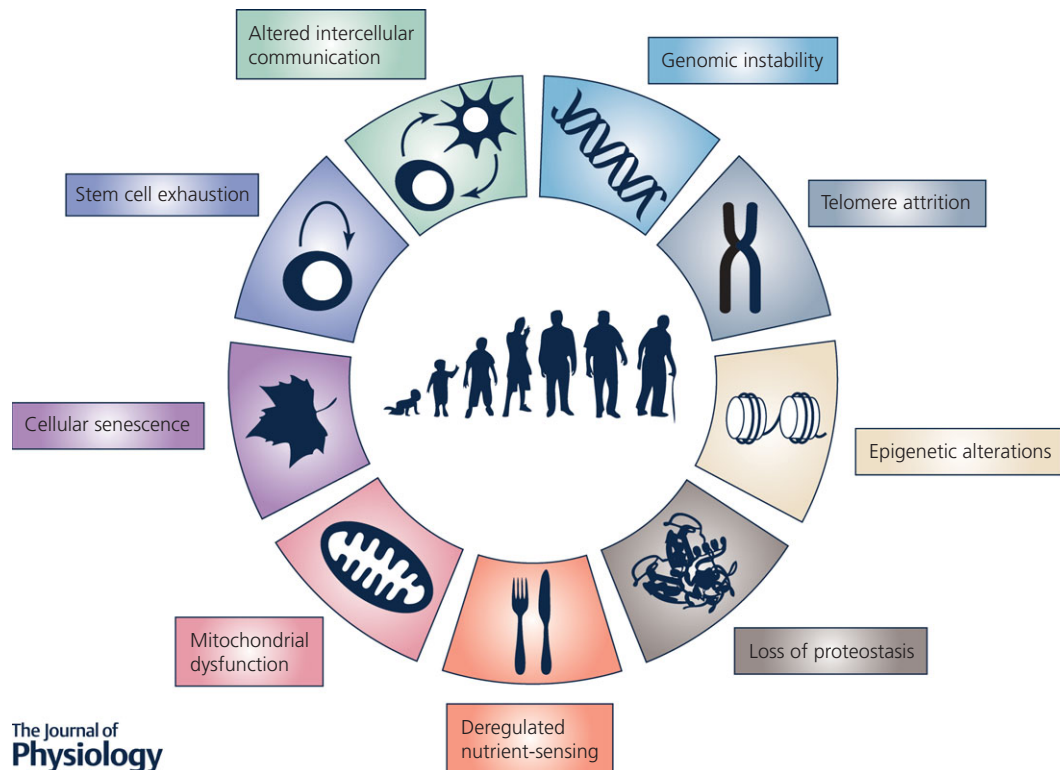 Altered intercellular
communication
Genomic instability
Stem cell exhaustion
Telomere attrition
Cellular senescence
Epigenetic alterations
Mitochondrial
dysfunction
Loss of proteostasis
Deregulated
nutrient-sensing
The Journal of
Physiology